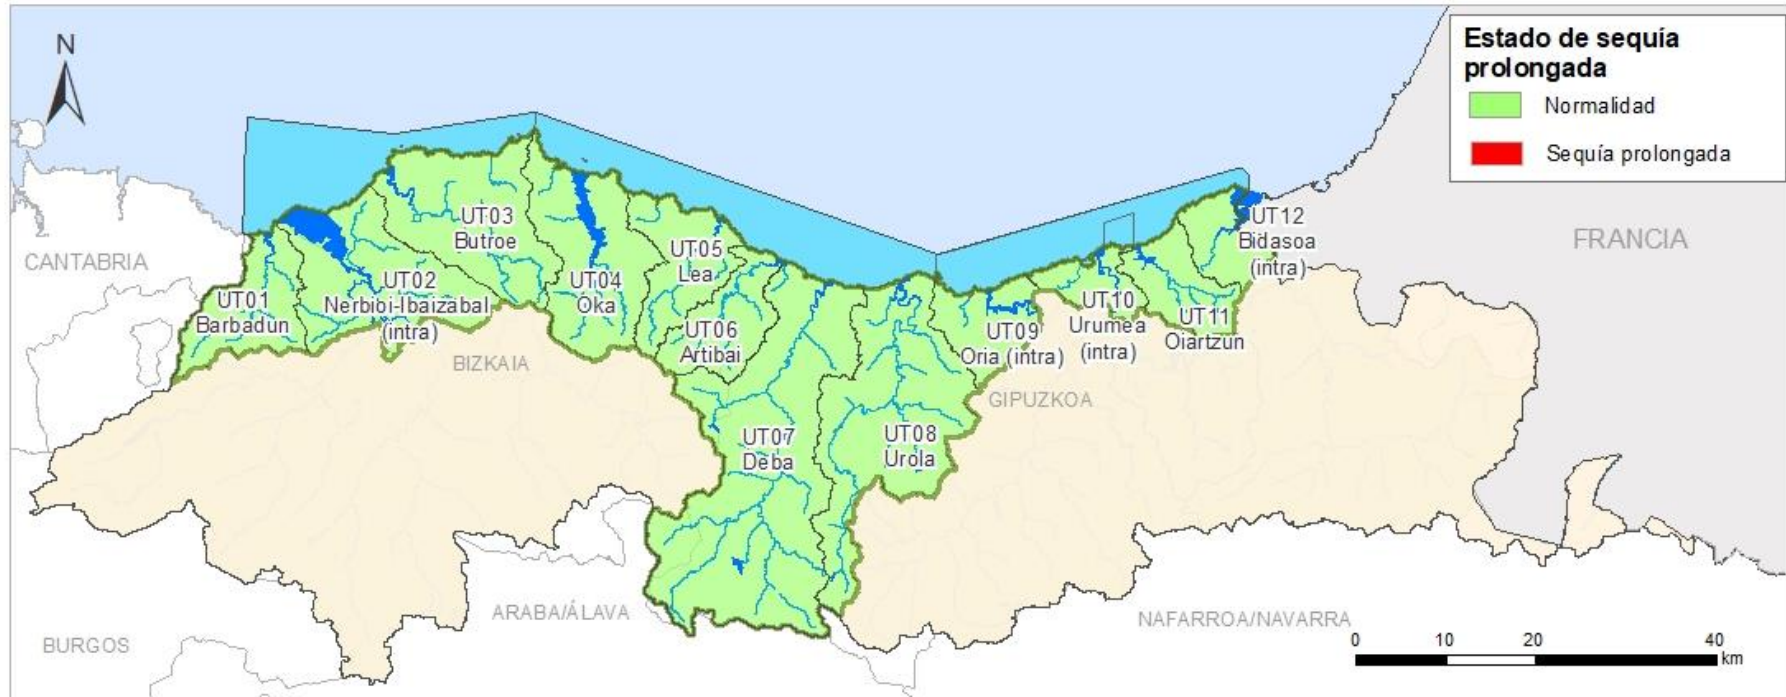 N
Estado de sequía
prolongada
Normalidad
Sequía prolongada
CANTABRIA
FRANCIA
UT01
Barbadun
UT02
Nerbioi-Ibaizabal
(intra)
UT03
Butroe
UT04
Oka
UT05
Lea
UT06
Artibai
UT07
Deba
UT08
Urola
UT09
Oria (intra)
UT10
Urumea
(intra)
UT11
Oiartzun
UT12
Bidasoa
(intra)
BIZKAIA
GIPUZKOA
ARABA/ÁLAVA
NAFARROA/NAVARRA
BURGOS
0 10 20 40
km